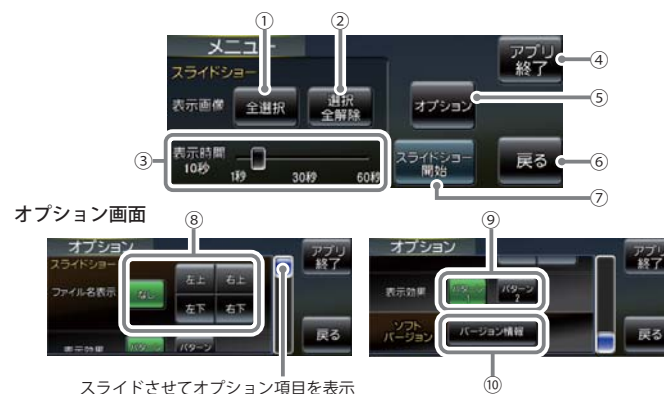 ① ②
メニュー
アプリ
終了
④
スライドショー
表示画像
全選択
選択
全解除
オプション
⑤
③
表示時間
10秒
1秒
30秒
60秒
スライドショー
開始
戻る
⑥
⑦
オプション画面
⑧
オプション
アプリ
終了
スライドショー
ファイル名表示
なし
左上 右上
左下 右下
戻る
表示効果
パターン パターン
スライドさせてオプション項目を表示
⑨
オプション
アプリ
終了
表示効果
パターン
1
パターン
2
ソフト
バージョン
バージョン情報
戻る
⑩